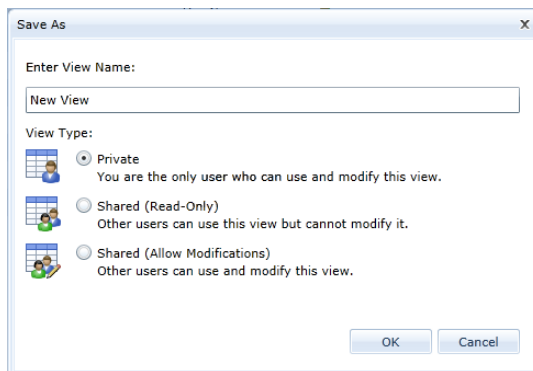 Save As
x
Enter View Name:
New View
View Type:
Private
You are the only user who can use and modify this view.
Shared (Read-Only)
Other users can use this view but cannot modify it.
Shared (Allow Modifications)
Other users can use and modify this view.
OK Cancel